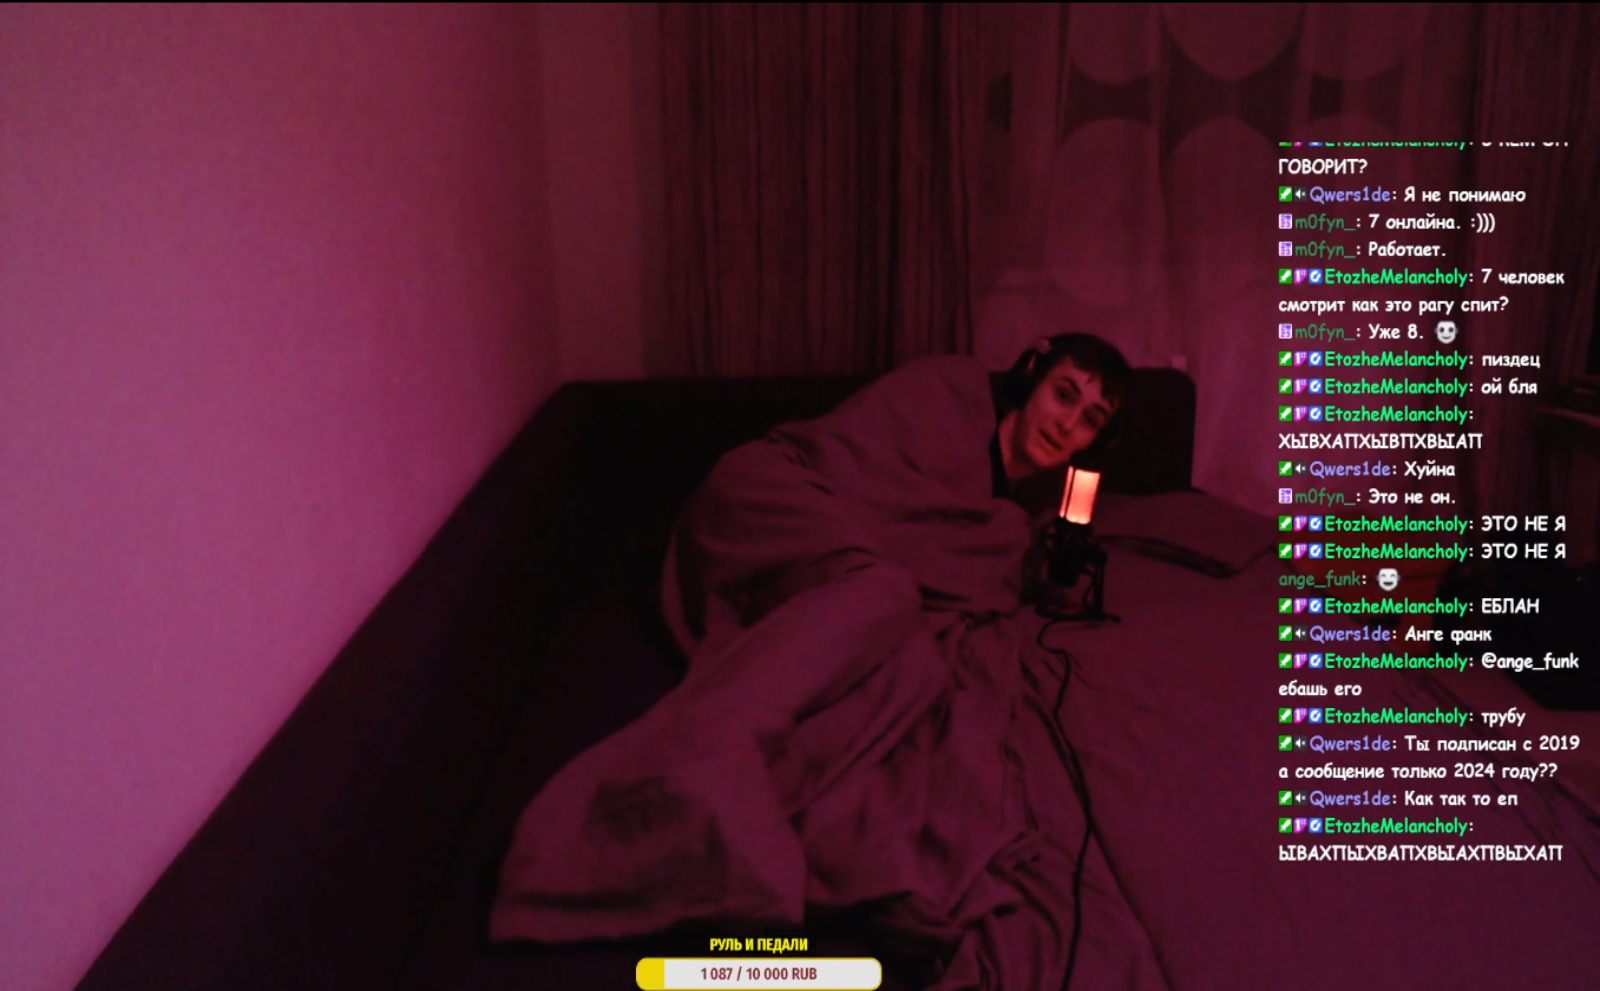 ГОВОРИТ?
Qwers1de: Я не понимаю
m0fyn_: 7 онлайна. :)))
m0fyn_: Работает.
EtozheMelancholy: 7 человек
смотрит как это рагу спит?
m0fyn_: Уже 8.
EtozheMelancholy: пиздец
EtozheMelancholy: ой бля
EtozheMelancholy:
ХЫВХАПХЫВПХВЫАП
Qwers1de: Хуйна
m0fyn_: Это не он.
EtozheMelancholy: ЭТО НЕ Я
EtozheMelancholy: ЭТО НЕ Я
ange_funk:
EtozheMelancholy: ЕБЛАН
Qwers1de: Анге фанк
EtozheMelancholy: @ange_funk
ебашь его
EtozheMelancholy: трубу
Qwers1de: Ты подписан с 2019
а сообщение только 2024 году??
Qwers1de: Как так то еп
EtozheMelancholy:
ЫВАХПЫХВАПХВЫАХПВЫХАП
РУЛЬ И ПЕДАЛИ
1 087 / 10 000 RUB